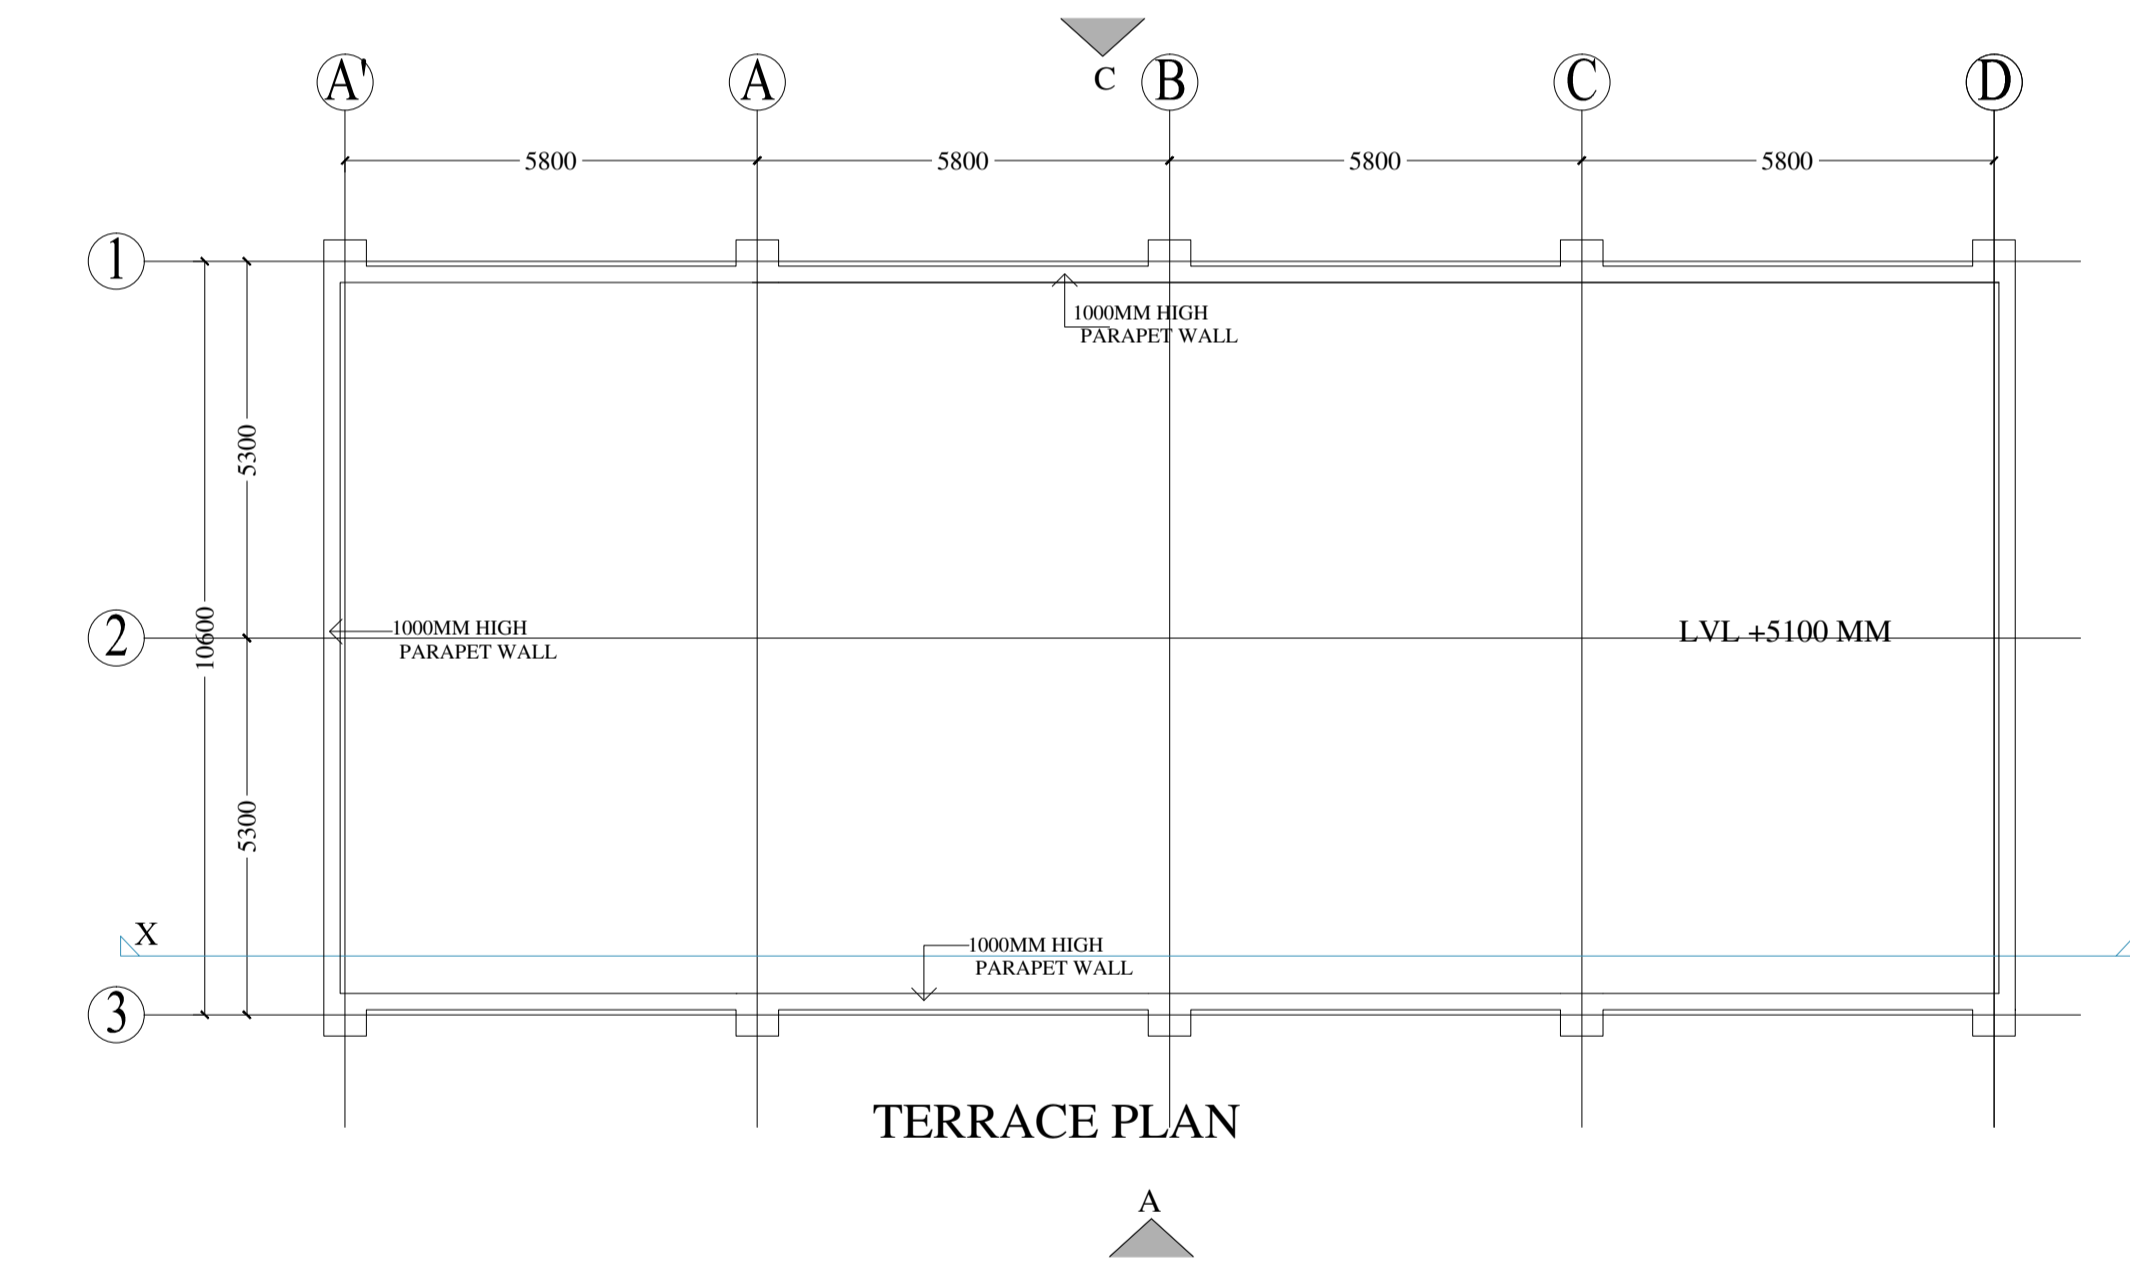 C
A'
A
B
C
D
5800
5800
5800
5800
1
1000MM HIGH
PARAPET WALL
5300
10600
2
1000MM HIGH
PARAPET WALL
LVL +5100 MM
5300
X
1000MM HIGH
PARAPET WALL
3
TERRACE PLAN
A